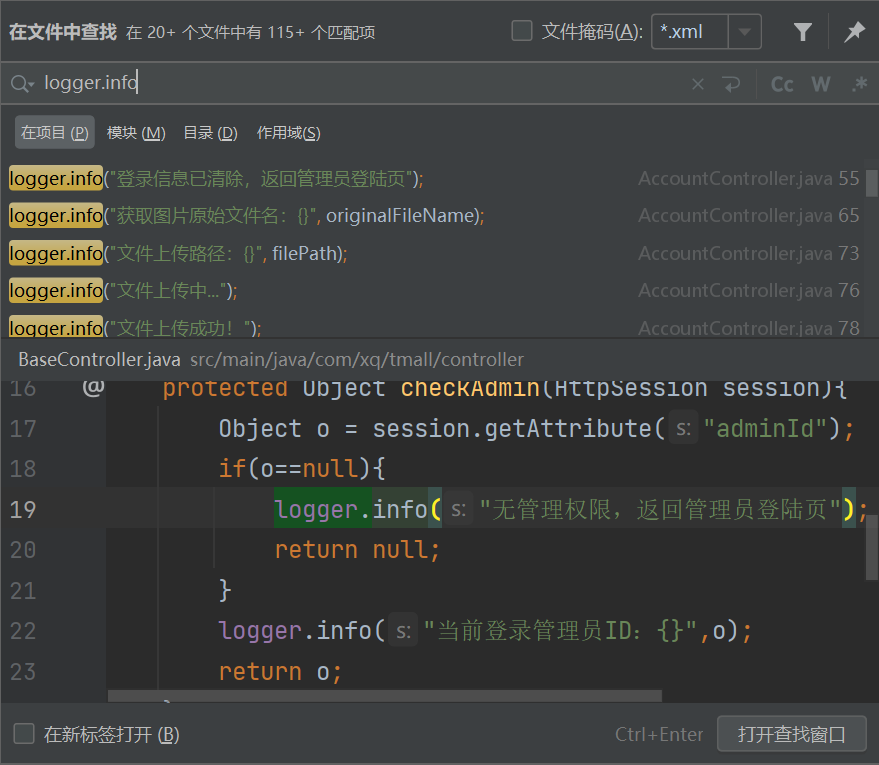 在文件中查找 在 20+ 个文件中有 115+ 个匹配项 文件掩码(A): *.xml
logger.info Cc W .*
在项目 (P) 模块 (M) 目录 (D) 作用域(S)
logger.info("登录信息已清除，返回管理员登陆页"); AccountController.java 55
logger.info("获取图片原始文件名：{}", originalFileName); AccountController.java 65
logger.info("文件上传路径：{}", filePath); AccountController.java 73
logger.info("文件上传中..."); AccountController.java 76
logger.info("文件上传成功！"); AccountController.java 78
BaseController.java src/main/java/com/xq/tmall/controller
16 @ protected Object checkAdmin(HttpSession session){
17 Object o = session.getAttribute( s: "adminId");
18 if(o==null){
19 logger.info( s: "无管理权限，返回管理员登陆页");
20 return null;
21 }
22 logger.info( s: "当前登录管理员ID：{}",o);
23 return o;
在新标签打开 (B) Ctrl+Enter 打开查找窗口